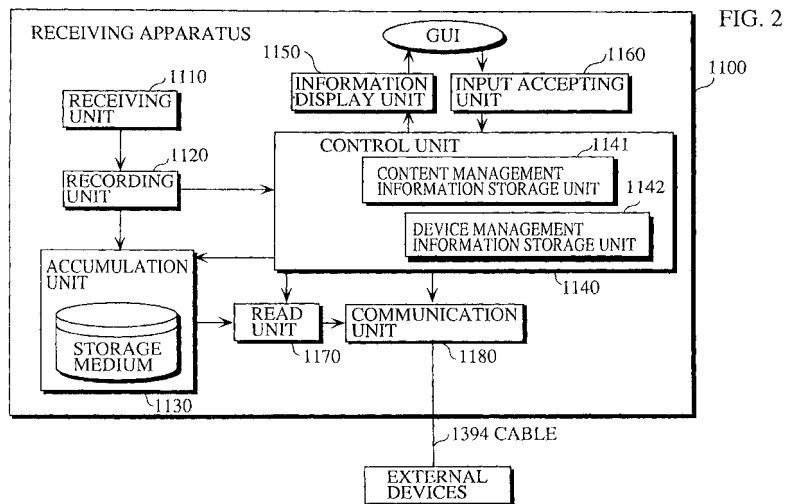 FIG. 2
RECEIVING APPARATUS
GUI
1100
1110
1150
1160
RECEIVING
UNIT
INFORMATION
DISPLAY UNIT
INPUT ACCEPTING
UNIT
1120
CONTROL UNIT
1141
RECORDING
UNIT
CONTENT MANAGEMENT
INFORMATION STORAGE UNIT
1142
DEVICE MANAGEMENT
INFORMATION STORAGE UNIT
ACCUMULATION
UNIT
1140
STORAGE
MEDIUM
READ
UNIT
COMMUNICATION
UNIT
1170
1180
1130
1394 CABLE
EXTERNAL
DEVICES